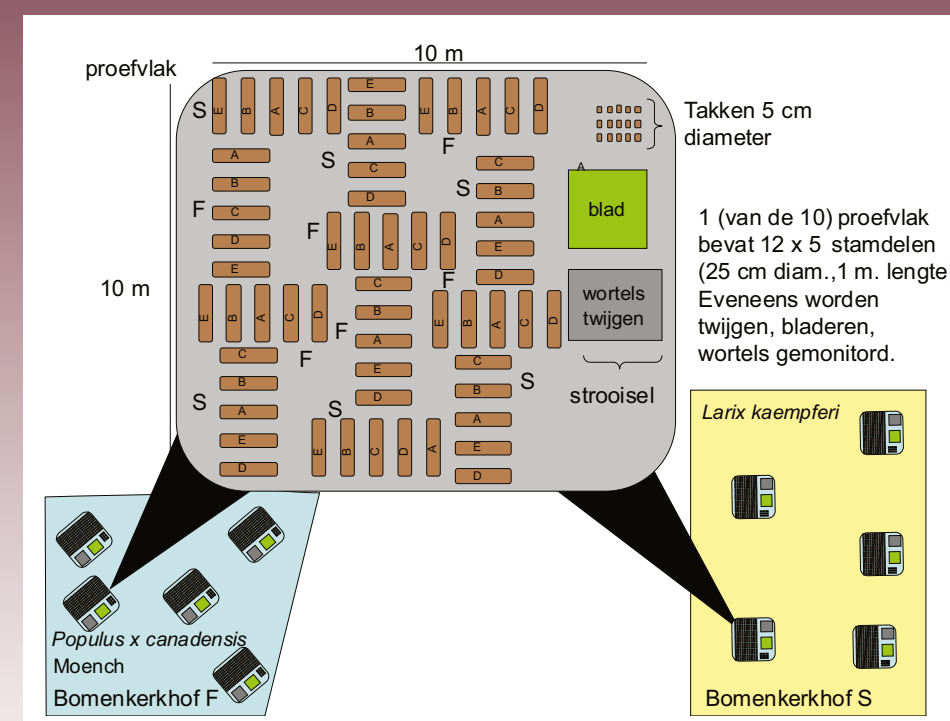 10 m
proefvlak
10 m
S
E B A C D
E
B
A
C
D
S
E B A C D
F
Takken 5 cm
diameter
F
A
B
C
D
E
S
C
B
A
E
D
A
blad
F
E B A C D
F
1 (van de 10) proefvlak
bevat 12 x 5 stamdelen
(25 cm diam.,1 m. lengte
Eveneens worden
twijgen, bladeren,
wortels gemonitord.
E B A C D
F
F
C
B
A
E
D
E B A C D
wortels
twijgen
strooisel
S
C
B
A
E
D
S
E B C D A
S
C
B
A
E
D
Populus x canadensis
Moench
Bomenkerkhof F
Larix kaempferi
Bomenkerkhof S